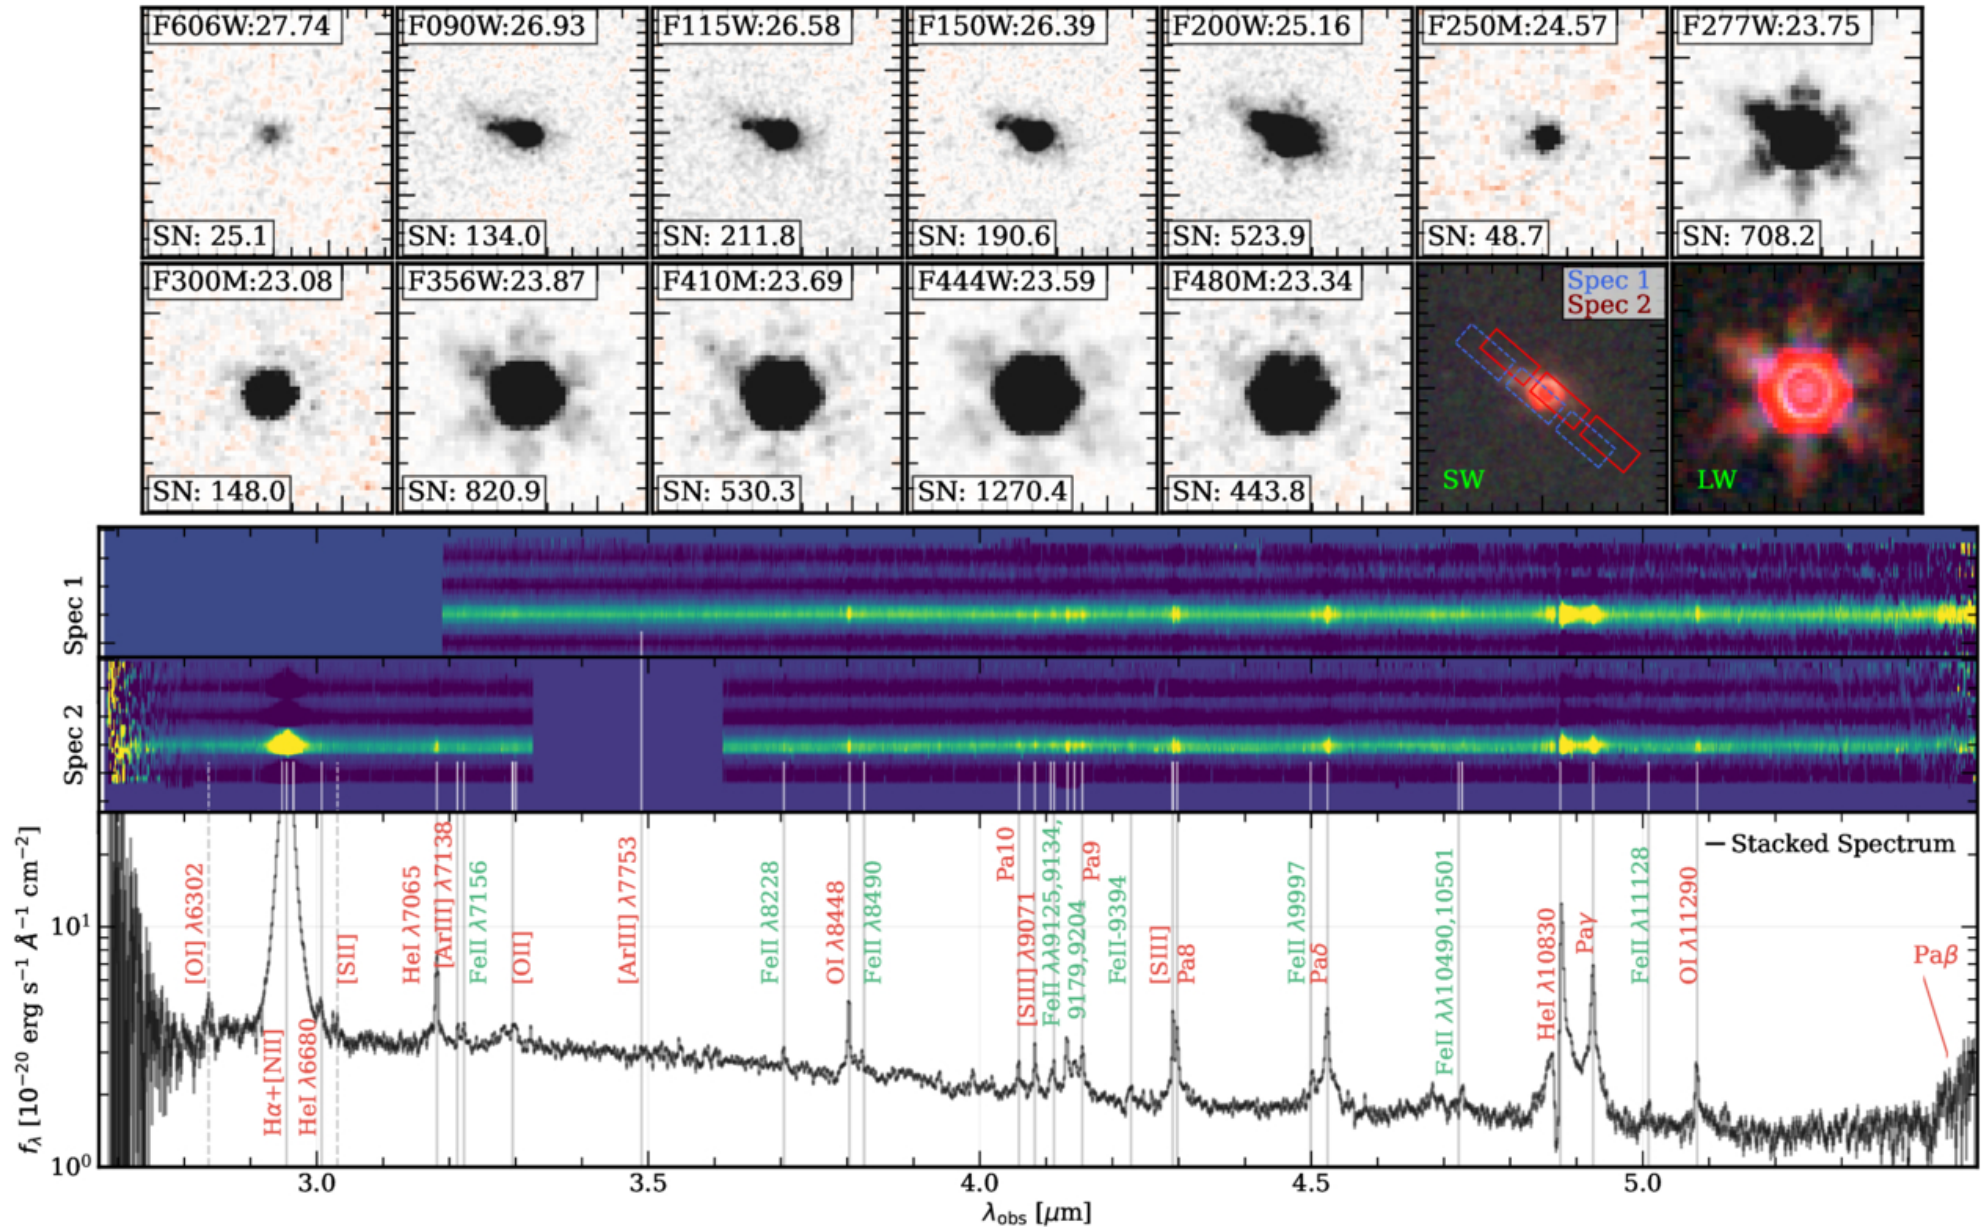 F606W:27.74
F090W:26.93
F115W:26.58
F150W:26.39
F200W:25.16
F250M:24.57
F277W:23.75
SN: 25.1
SN: 134.0
SN: 211.8
SN: 190.6
SN: 523.9
SN: 48.7
SN: 708.2
F300M:23.08
F356W:23.87
F410M:23.69
F444W:23.59
F480M:23.34
Spec 1
Spec 2
SW
LW
SN: 148.0
SN: 820.9
SN: 530.3
SN: 1270.4
SN: 443.8
Spec 1
Spec 2
— Stacked Spectrum
[OI] λ6302
Hα+[NII]
HeI λ6680
[SII]
HeI λ7065
[ArIII] λ7138
FeII λ7156
[OII]
[ArIII] λ7753
FeII λ8228
OI λ8448
FeII λ8490
Pa10
[SIII] λ9071
FeII λλ9125,9134,
9179,9204
Pa9
FeII-9394
[SIII]
Pa8
FeII λ9997
Paδ
FeII λλ10490,10501
HeI λ10830
Paγ
FeII λ11128
OI λ11290
Paβ
f_λ [10⁻²⁰ erg s⁻¹ Å⁻¹ cm⁻²]
10¹
10⁰
3.0
3.5
4.0
4.5
5.0
λ_obs [μm]